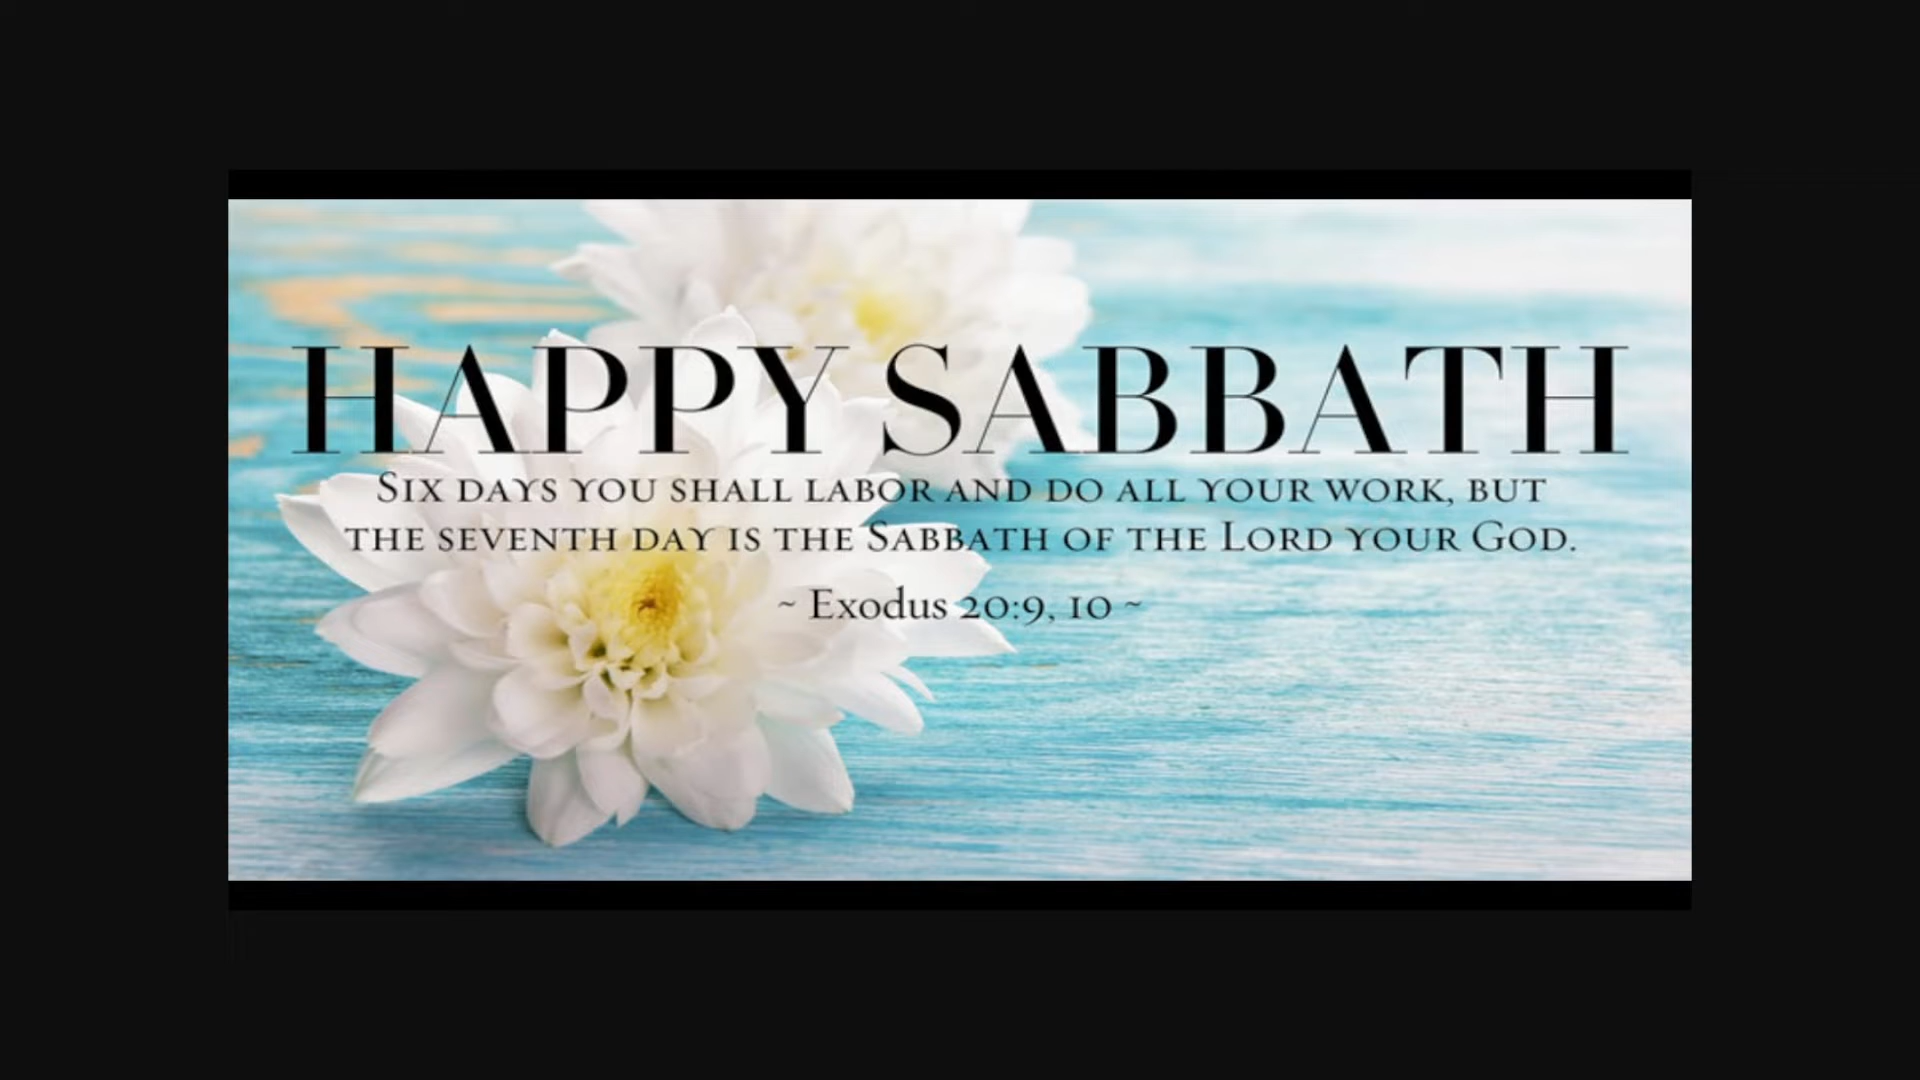 HAPPY SABBATH
Six days you shall labor and do all your work, but
the seventh day is the Sabbath of the Lord your God.
~ Exodus 20:9, 10 ~